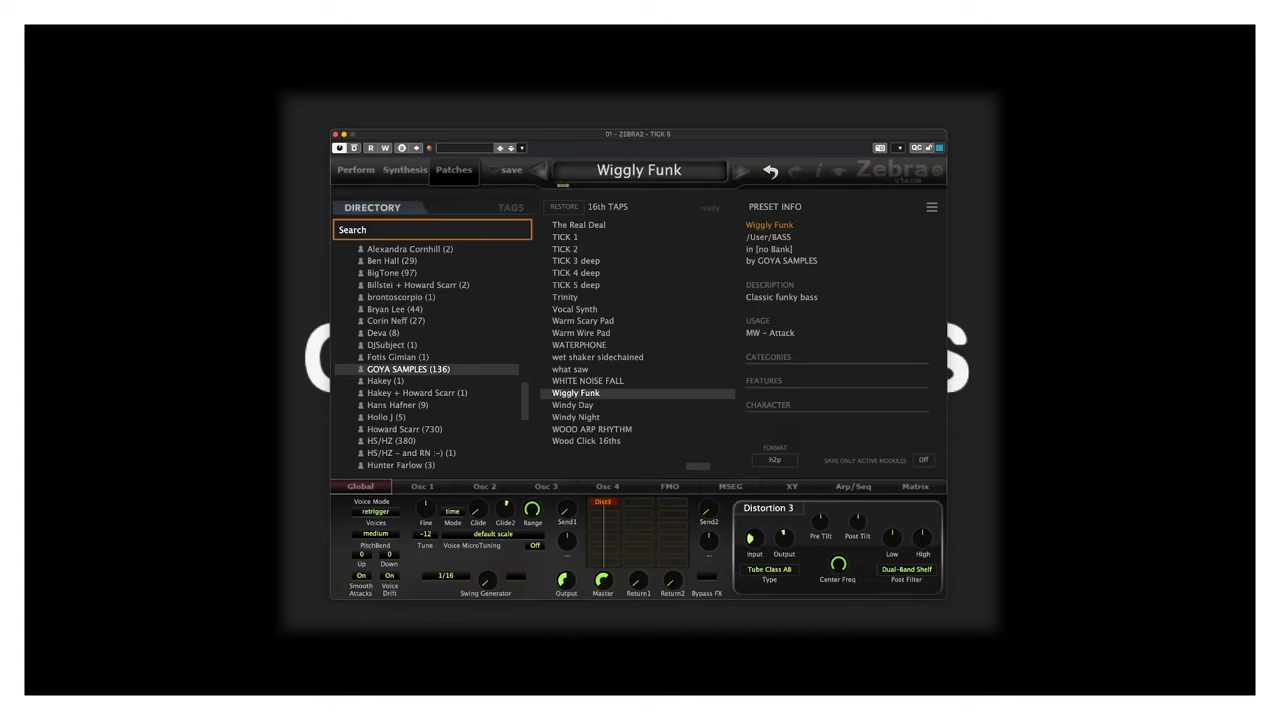 01 - ZEBRA2 - TICK 5
R W
QC
Perform Synthesis Patches save Wiggly Funk Zebra
u-he.com
DIRECTORY TAGS
Search
Alexandra Cornhill (2)
Ben Hall (29)
BigTone (97)
Billstei + Howard Scarr (2)
brontoscorpio (1)
Bryan Lee (44)
Corin Neff (27)
Deva (8)
DJSubject (1)
Fotis Gimian (1)
GOYA SAMPLES (136)
Hakey (1)
Hakey + Howard Scarr (1)
Hans Hafner (9)
Hollo J (5)
Howard Scarr (730)
HS/HZ (380)
HS/HZ - and RN :-) (1)
Hunter Farlow (3)
RESTORE 16th TAPS ready
The Real Deal
TICK 1
TICK 2
TICK 3 deep
TICK 4 deep
TICK 5 deep
Trinity
Vocal Synth
Warm Scary Pad
Warm Wire Pad
WATERPHONE
wet shaker sidechained
what saw
WHITE NOISE FALL
Wiggly Funk
Windy Day
Windy Night
WOOD ARP RHYTHM
Wood Click 16ths
PRESET INFO
Wiggly Funk
/User/BASS
in [no Bank]
by GOYA SAMPLES
DESCRIPTION
Classic funky bass
USAGE
MW - Attack
CATEGORIES
FEATURES
CHARACTER
FORMAT
h2p SAVE ONLY ACTIVE MODULES Off
Global Osc 1 Osc 2 Osc 3 Osc 4 FMO MSEG XY Arp/Seq Matrix
Voice Mode
retrigger
Voices
medium
PitchBend
0 0
Up Down
On On
Smooth Attacks
Voice Drift
time
Fine Mode Glide Glide2 Range
-12 default scale
Tune Voice MicroTuning Off
1/16
Swing Generator
Send1
...
Output
Dist3
Master Return1 Return2
Send2
...
Bypass FX
Distortion 3
Input Output Pre Tilt Post Tilt Low High
Tube Class AB
Type
Center Freq
Dual-Band Shelf
Post Filter
S